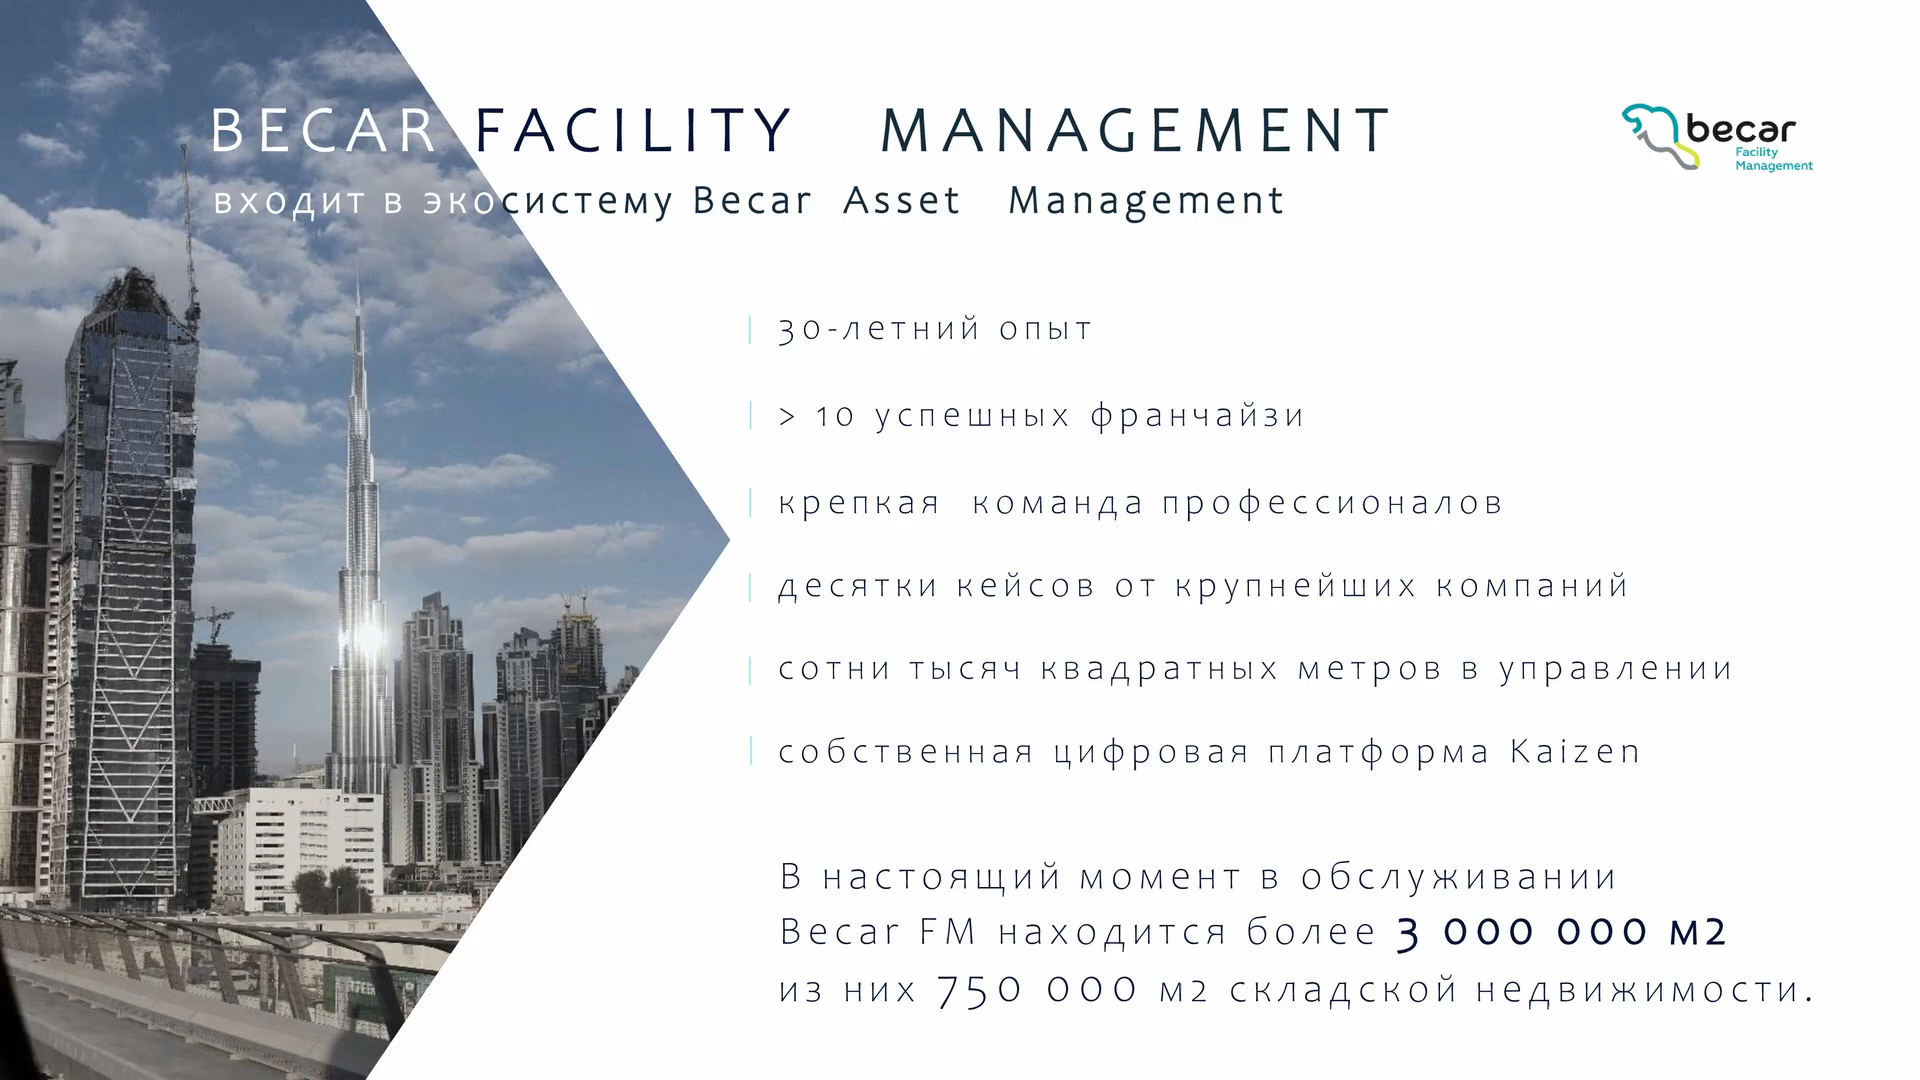 BECAR FACILITY MANAGEMENT
входит в экосистему Becar Asset Management
becar
Facility
Management
30-летний опыт
> 10 успешных франчайзи
крепкая команда профессионалов
десятки кейсов от крупнейших компаний
сотни тысяч квадратных метров в управлении
собственная цифровая платформа Kaizen
В настоящий момент в обслуживании
Becar FM находится более 3 000 000 м2
из них 750 000 м2 складской недвижимости.